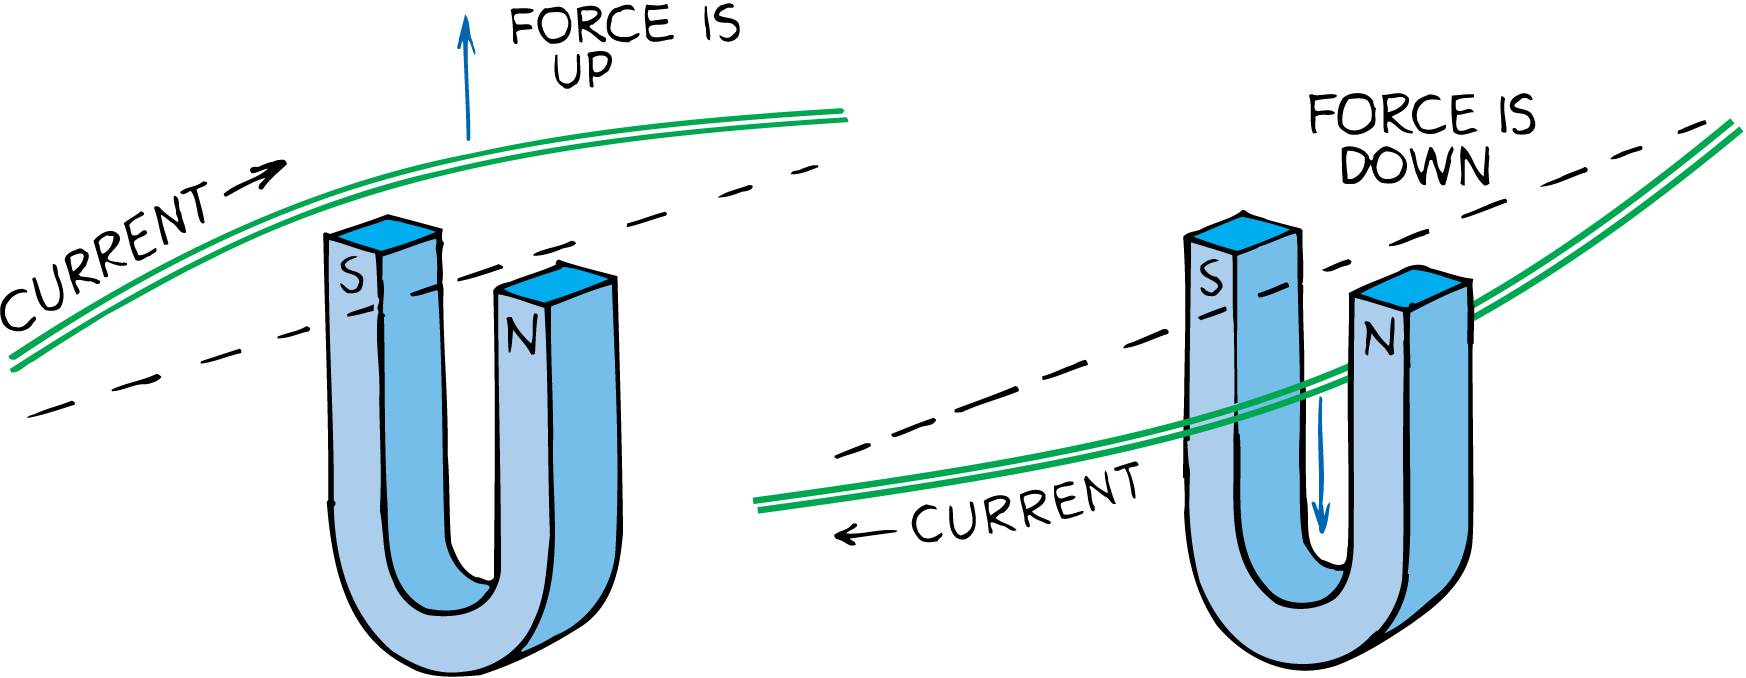 FORCE IS
UP
CURRENT
S
N
FORCE IS
DOWN
S
N
CURRENT